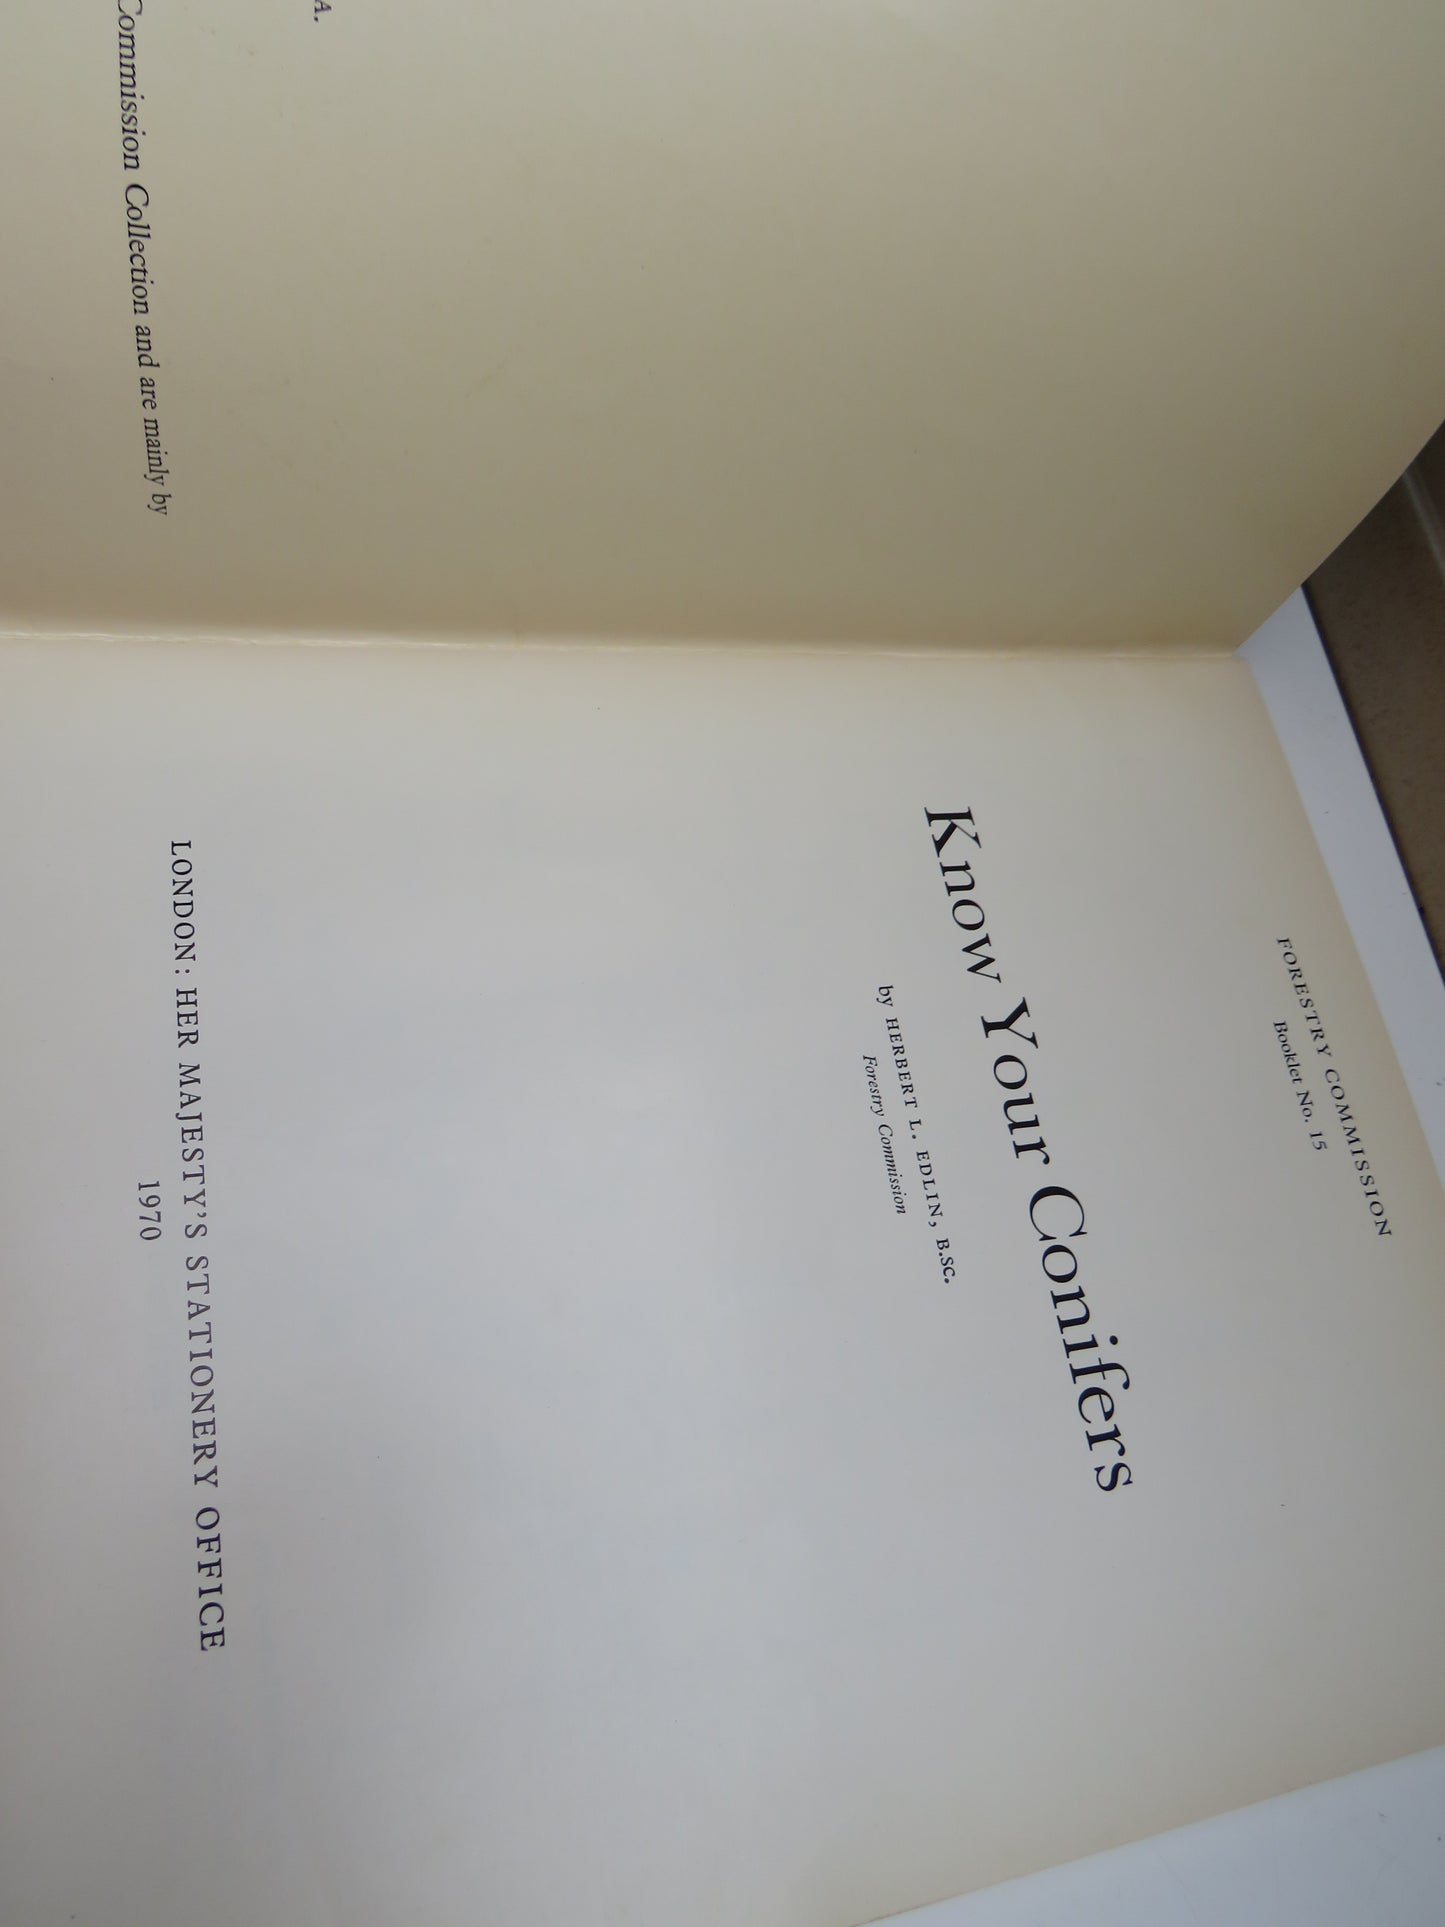 A.
Commission Collection and are mainly by
FORESTRY COMMISSION
Booklet No. 15
Know Your Conifers
by HERBERT L. EDLIN, B.SC.
Forestry Commission
LONDON: HER MAJESTY'S STATIONERY OFFICE
1970